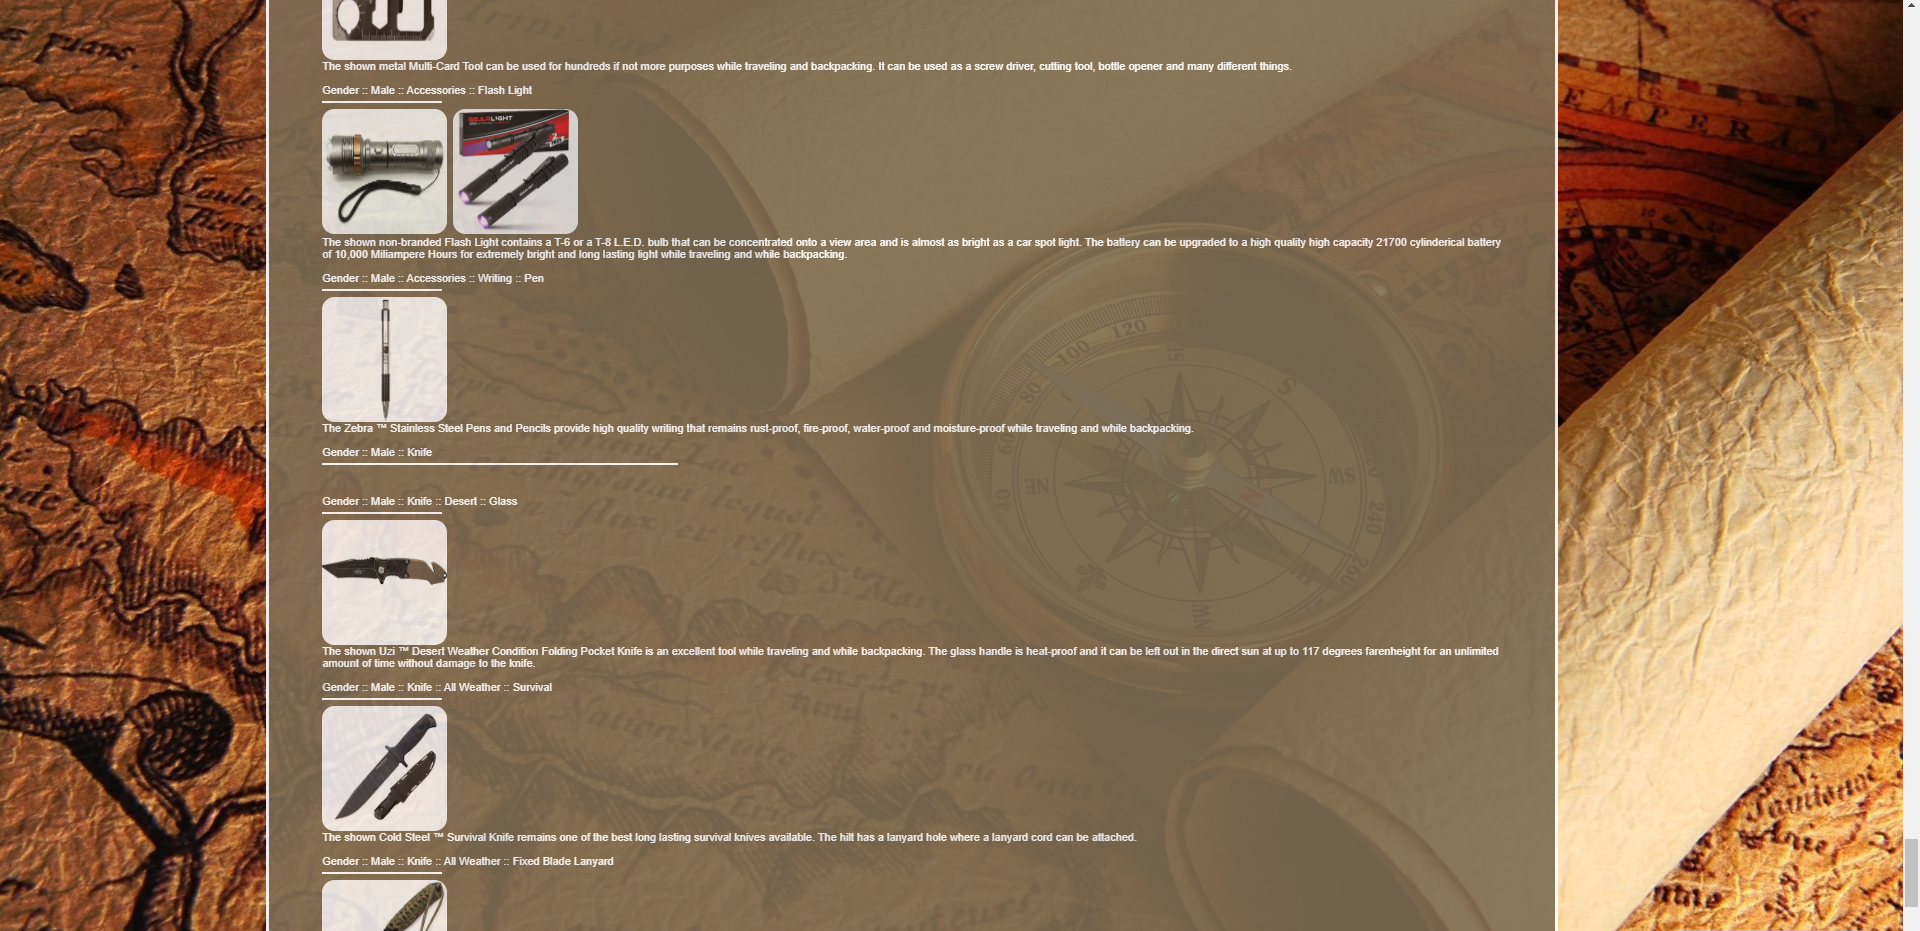 The shown metal Multi-Card Tool can be used for hundreds if not more purposes while traveling and backpacking. It can be used as a screw driver, cutting tool, bottle opener and many different things.
Gender :: Male :: Accessories :: Flash Light
GEARLIGHT
The shown non-branded Flash Light contains a T-6 or a T-8 L.E.D. bulb that can be concentrated onto a view area and is almost as bright as a car spot light. The battery can be upgraded to a high quality high capacity 21700 cylinderical battery
of 10,000 Miliampere Hours for extremely bright and long lasting light while traveling and while backpacking.
Gender :: Male :: Accessories :: Writing :: Pen
The Zebra ™ Stainless Steel Pens and Pencils provide high quality writing that remains rust-proof, fire-proof, water-proof and moisture-proof while traveling and while backpacking.
Gender :: Male :: Knife
Gender :: Male :: Knife :: Desert :: Glass
The shown Uzi ™ Desert Weather Condition Folding Pocket Knife is an excellent tool while traveling and while backpacking. The glass handle is heat-proof and it can be left out in the direct sun at up to 117 degrees farenheight for an unlimited
amount of time without damage to the knife.
Gender :: Male :: Knife :: All Weather :: Survival
The shown Cold Steel ™ Survival Knife remains one of the best long lasting survival knives available. The hilt has a lanyard hole where a lanyard cord can be attached.
Gender :: Male :: Knife :: All Weather :: Fixed Blade Lanyard
TEMPERA
120
100
80
60
40
NE
SE
S
SW
240
260
W
NW
N